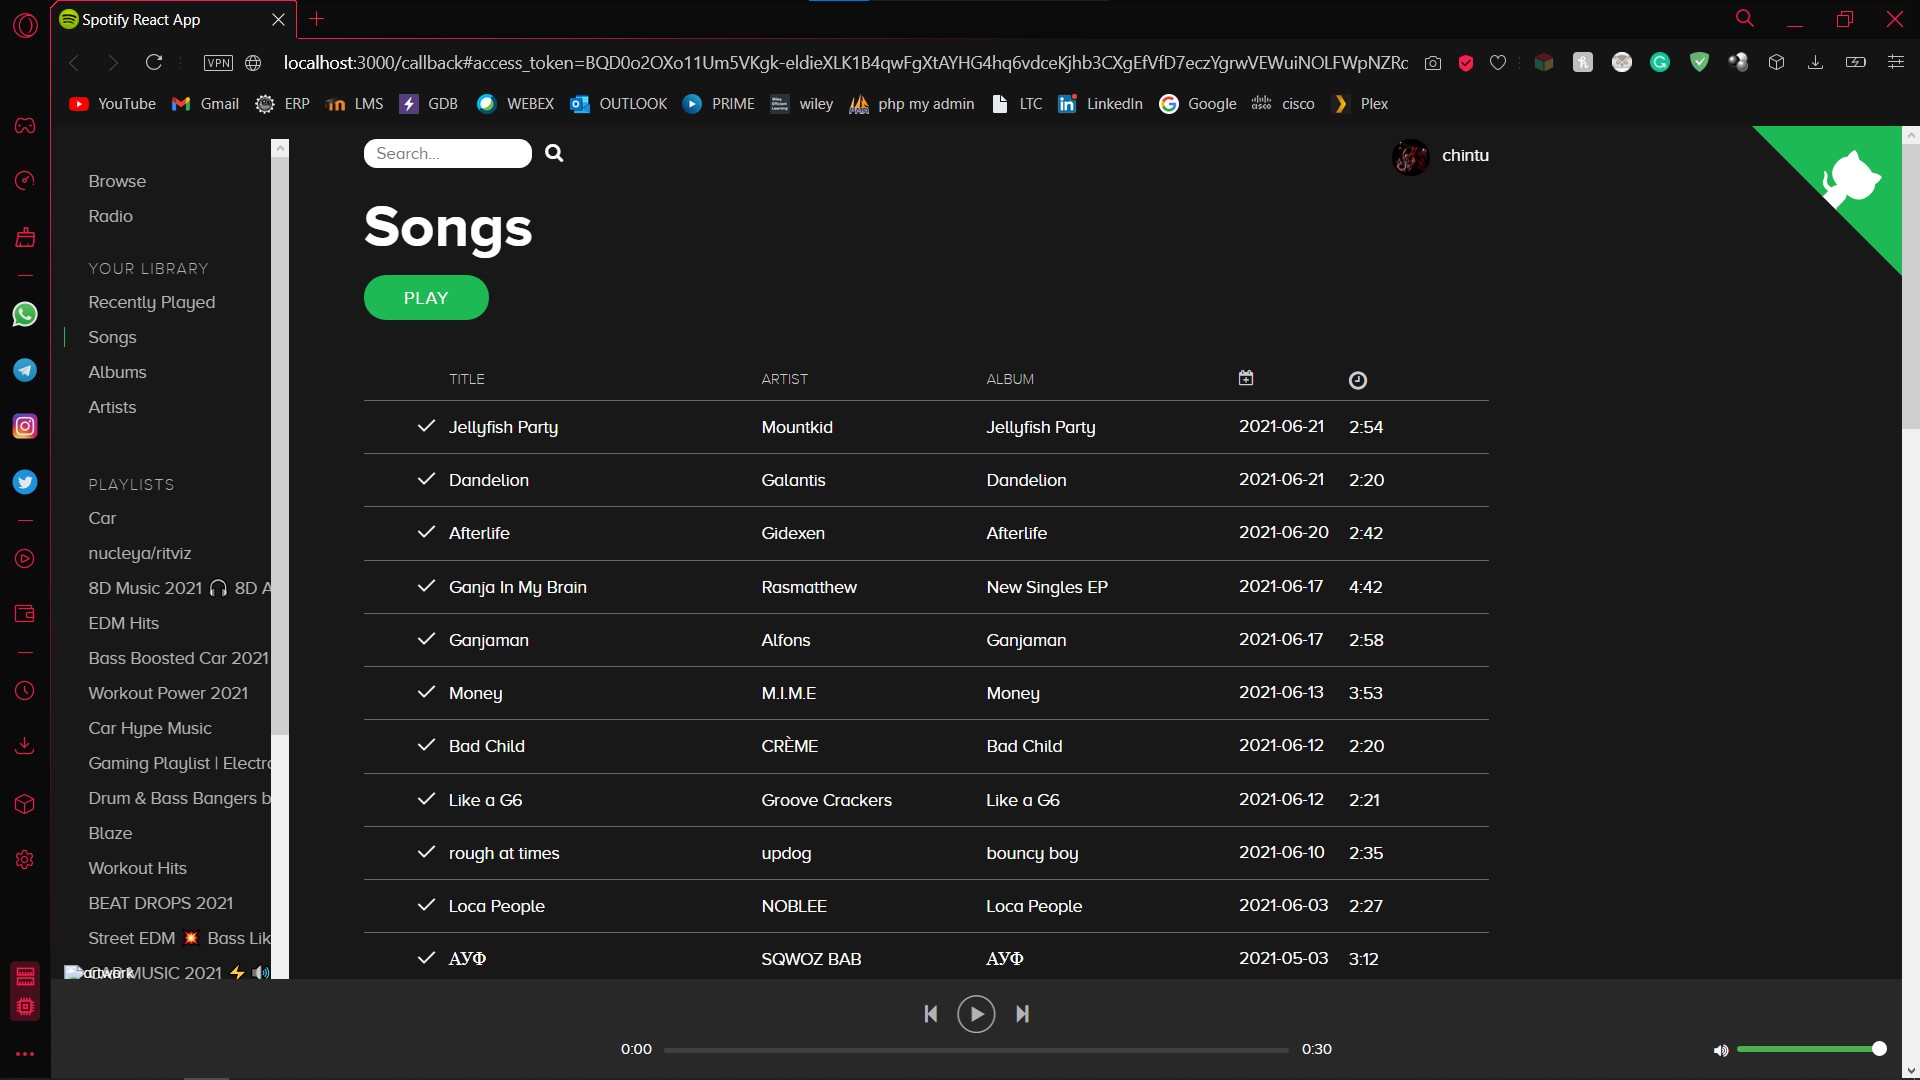 Spotify React App
VPN
localhost:3000/callback#access_token=
YouTube Gmail ERP LMS GDB WEBEX OUTLOOK PRIME wiley php my admin LTC LinkedIn Google cisco Plex
Search...
chintu
Browse
Radio
YOUR LIBRARY
Recently Played
Songs
Albums
Artists
PLAYLISTS
Car
nucleya/ritviz
8D Music 2021 🎧 8D A
EDM Hits
Bass Boosted Car 2021
Workout Power 2021
Car Hype Music
Gaming Playlist | Electro
Drum & Bass Bangers b
Blaze
Workout Hits
BEAT DROPS 2021
Street EDM 💥 Bass Lik
MUSIC 2021 ⚡ 🔊
artwork
Songs
PLAY
TITLE ARTIST ALBUM
Jellyfish Party Mountkid Jellyfish Party 2021-06-21 2:54
Dandelion Galantis Dandelion 2021-06-21 2:20
Afterlife Gidexen Afterlife 2021-06-20 2:42
Ganja In My Brain Rasmatthew New Singles EP 2021-06-17 4:42
Ganjaman Alfons Ganjaman 2021-06-17 2:58
Money M.I.M.E Money 2021-06-13 3:53
Bad Child CRÈME Bad Child 2021-06-12 2:20
Like a G6 Groove Crackers Like a G6 2021-06-12 2:21
rough at times updog bouncy boy 2021-06-10 2:35
Loca People NOBLEE Loca People 2021-06-03 2:27
АУФ SQWOZ BAB АУФ 2021-05-03 3:12
0:00 0:30